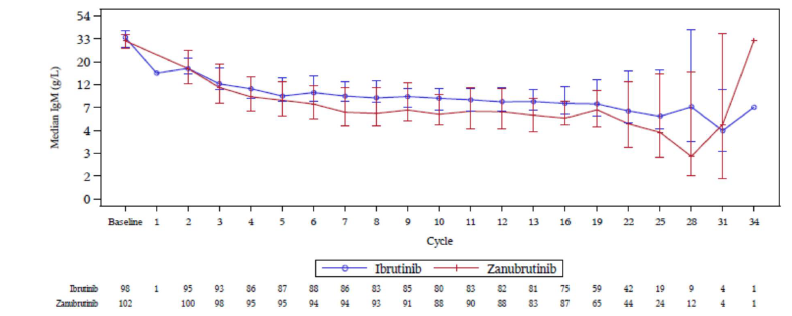 54
33
20
12
7
4
3
2
0
Median IgM (g/L)
Baseline 1 2 3 4 5 6 7 8 9 10 11 12 13 16 19 22 25 28 31 34
Cycle
Ibrutinib Zanubrutinib
Ibrutinib 98 1 95 93 86 87 88 86 83 85 80 83 82 81 75 59 42 19 9 4 1
Zanubrutinib 102 100 98 95 95 94 94 93 91 88 90 88 83 87 65 44 24 12 4 1